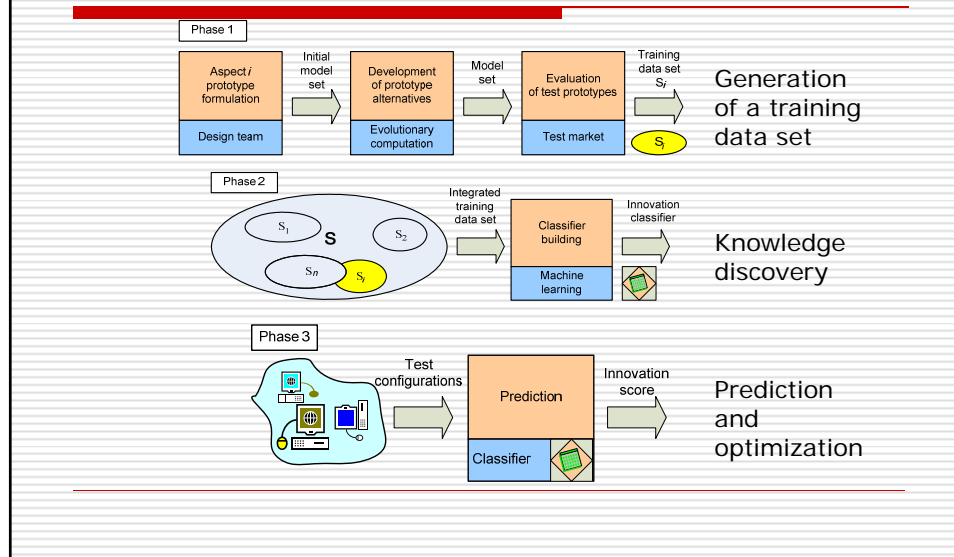 Phase 1
Aspect i
prototype
formulation
Design team
Initial
model
set
Development
of prototype
alternatives
Evolutionary
computation
Model
set
Evaluation
of test prototypes
Test market
Training
data set
Si
Si
Generation
of a training
data set
Phase 2
S1
S
S2
Sn
Si
Integrated
training
data set
Classifier
building
Machine
learning
Innovation
classifier
Knowledge
discovery
Phase 3
Test
configurations
Prediction
Classifier
Innovation
score
Prediction
and
optimization